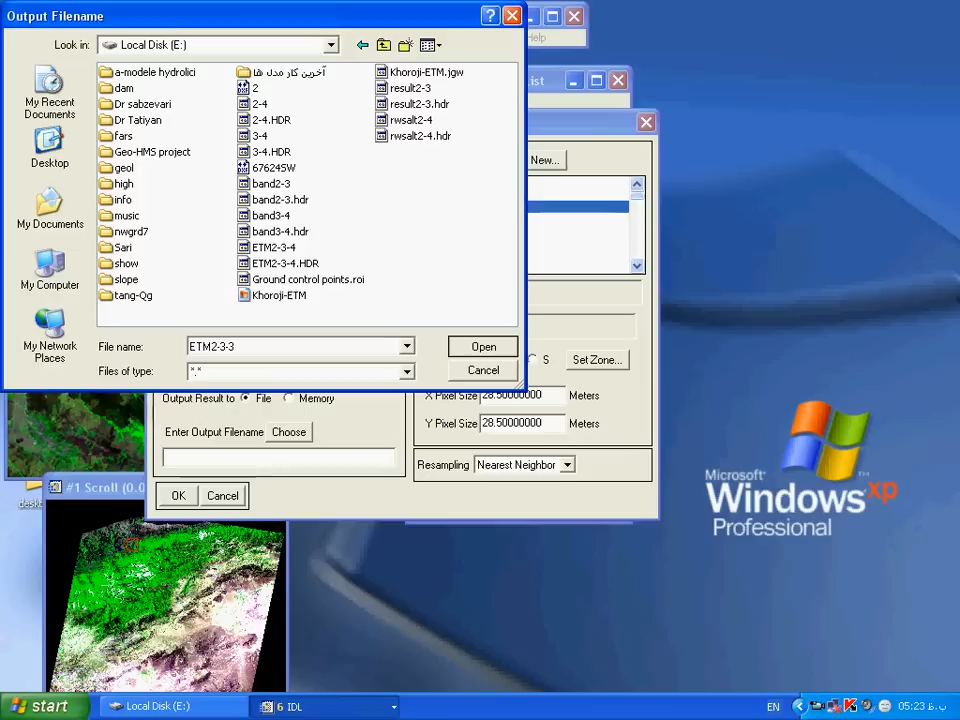 Output Filename
Help
Look in: Local Disk (E:)
ist
My Recent Documents
Desktop
My Documents
My Computer
My Network Places
a-modele hydrolici
dam
Dr sabzevari
Dr Tatiyan
fars
Geo-HMS project
geol
high
info
music
nwgrd7
Sari
show
slope
tang-Qg
آخرین کار مدل ها
2
2-4
2-4.HDR
3-4
3-4.HDR
67624SW
band2-3
band2-3.hdr
band3-4
band3-4.hdr
ETM2-3-4
ETM2-3-4.HDR
Ground control points.roi
Khoroji-ETM
Khoroji-ETM.jgw
result2-3
result2-3.hdr
rwsalt2-4
rwsalt2-4.hdr
New...
File name: ETM2-3-3 Open
Files of type: *.* Cancel
S Set Zone...
Output Result to File Memory
X Pixel Size 28.50000000 Meters
Enter Output Filename Choose
Y Pixel Size 28.50000000 Meters
Resampling Nearest Neighbor
OK Cancel
desk
#1 Scroll (0.0
Microsoft®
Windows xp
Professional
start
Local Disk (E:)
6 IDL
EN
05:23 ب.ظ